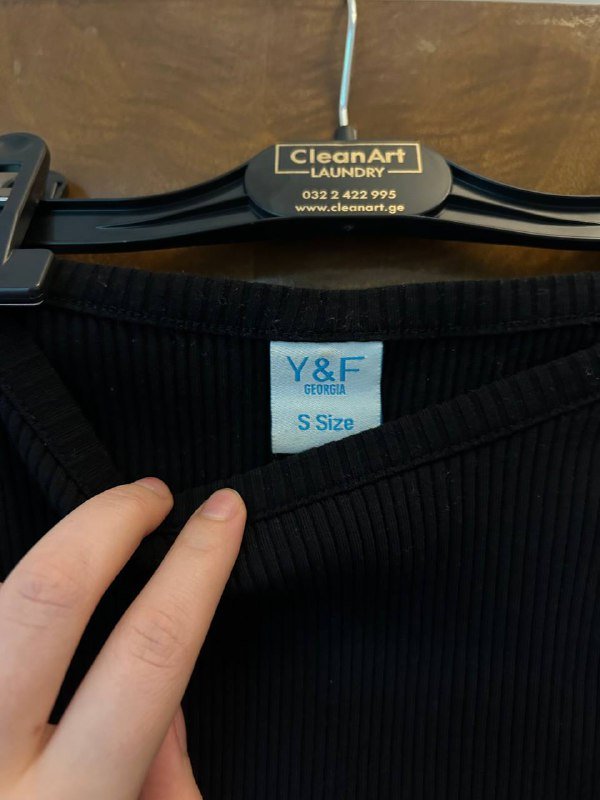 CleanArt
LAUNDRY
032 2 422 995
www.cleanart.ge
Y&F
GEORGIA
S Size